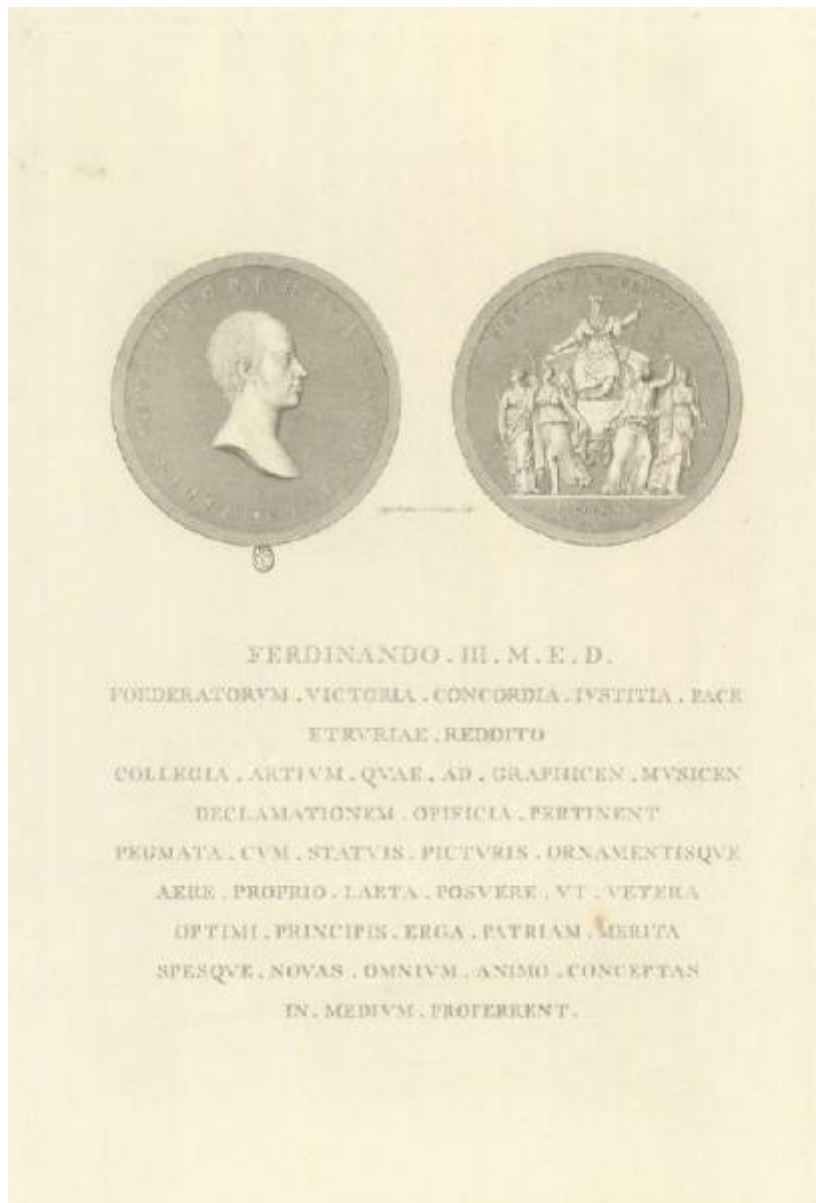 FERDINANDO . III . M . E . D .
FOEDERATORVM . VICTORIA . CONCORDIA . IVSTITIA . PACE
ETRVRIAE . REDDITO
COLLEGIA . ARTIVM . QVAE . AD . GRAPHICEN . MVSICEN
DECLAMATIONEM . OPIFICIA . PERTINENT
PEGMATA . CVM . STATVIS . PICTVRIS . ORNAMENTISQVE
AERE . PROPRIO . LAETA . POSVERE . VT . VETERA
OPTIMI . PRINCIPIS . ERGA . PATRIAM . MERITA
SPESQVE . NOVAS . OMNIVM . ANIMO . CONCEPTAS
IN . MEDIVM . PROFERRENT .